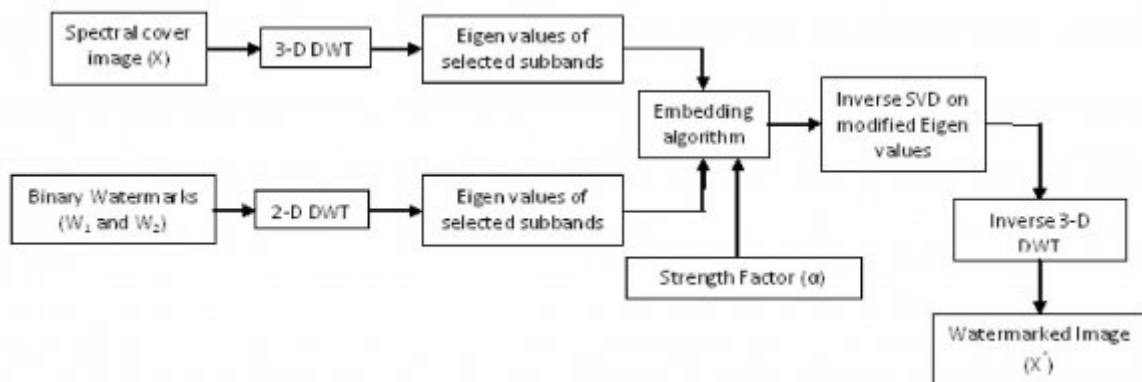 Spectral cover
image (X)
3-D DWT
Eigen values of
selected subbands
Embedding
algorithm
Inverse SVD on
modified Eigen
values
Binary Watermarks
(W₁ and W₂)
2-D DWT
Eigen values of
selected subbands
Strength Factor (α)
Inverse 3-D
DWT
Watermarked Image
(X*)